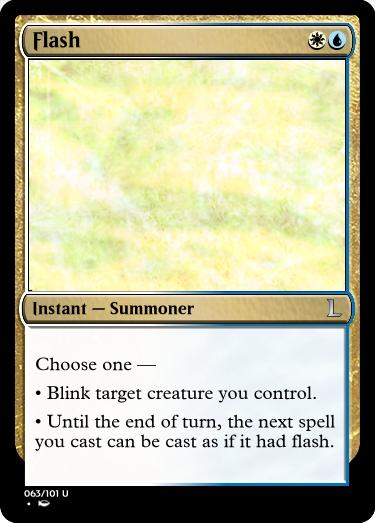 Flash
Instant — Summoner
L
Choose one —
• Blink target creature you control.
• Until the end of turn, the next spell
you cast can be cast as if it had flash.
063/101 U